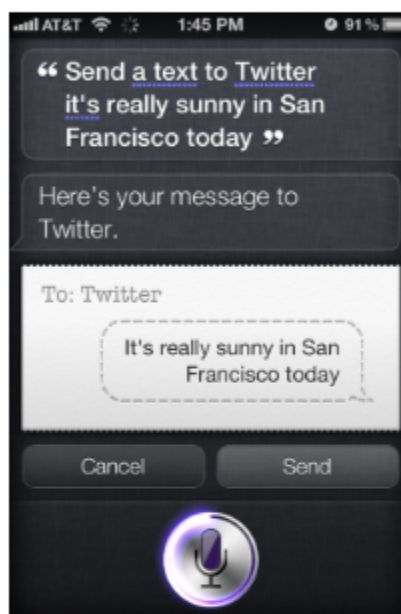 AT&T 1:45 PM 91%
“ Send a text to Twitter
it's really sunny in San
Francisco today ”
Here's your message to
Twitter.
To: Twitter
It's really sunny in San
Francisco today
Cancel Send